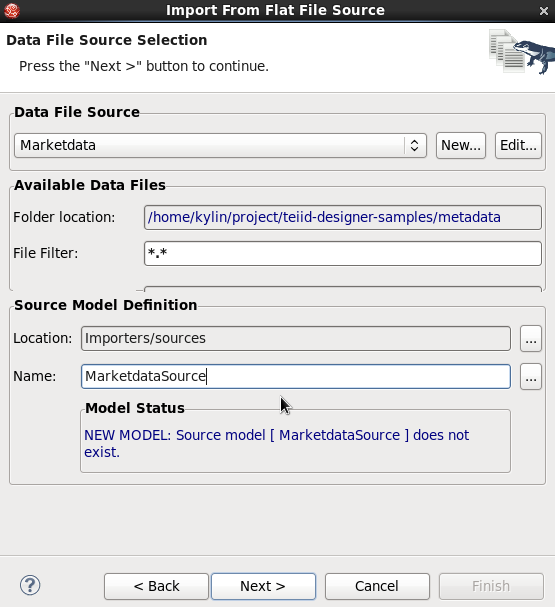 Import From Flat File Source
Data File Source Selection
Press the "Next >" button to continue.
Data File Source
Marketdata
New...
Edit...
Available Data Files
Folder location:
/home/kylin/project/teiid-designer-samples/metadata
File Filter:
*.*
Source Model Definition
Location:
Importers/sources
...
Name:
MarketdataSource
...
Model Status
NEW MODEL: Source model [ MarketdataSource ] does not
exist.
?
< Back
Next >
Cancel
Finish